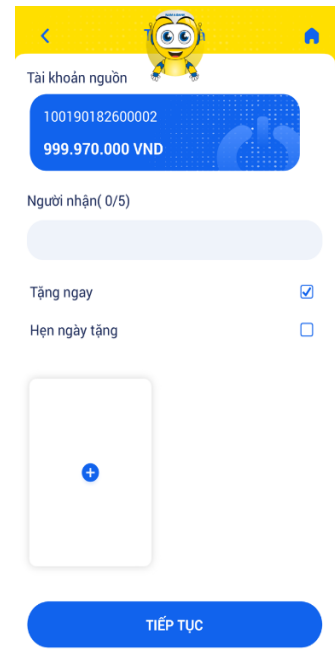 Tài khoản nguồn
100190182600002
999.970.000 VND
Người nhận( 0/5)
Tặng ngay
Hẹn ngày tặng
TIẾP TỤC